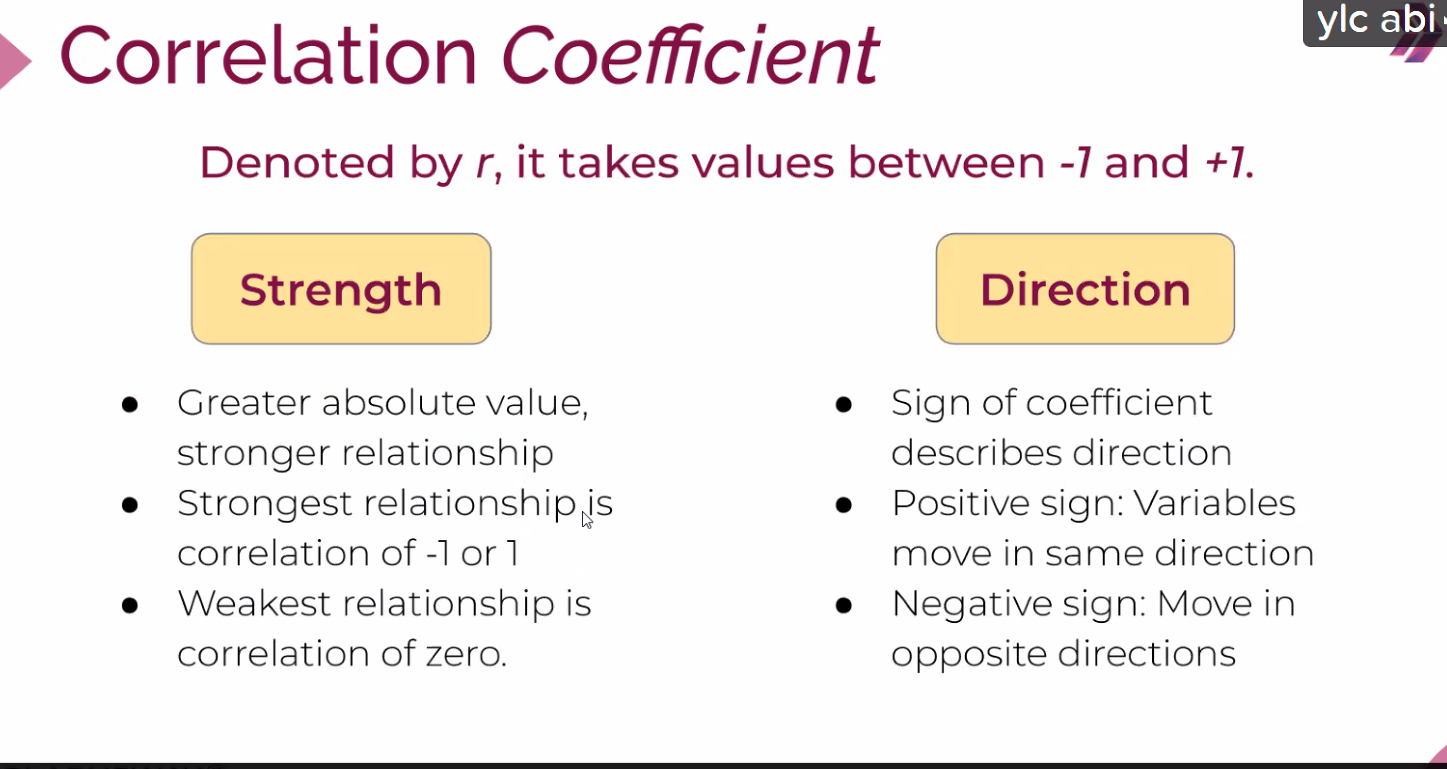 ylc abi
Correlation Coefficient
Denoted by r, it takes values between -1 and +1.
Strength
● Greater absolute value,
stronger relationship
● Strongest relationship is
correlation of -1 or 1
● Weakest relationship is
correlation of zero.
Direction
● Sign of coefficient
describes direction
● Positive sign: Variables
move in same direction
● Negative sign: Move in
opposite directions